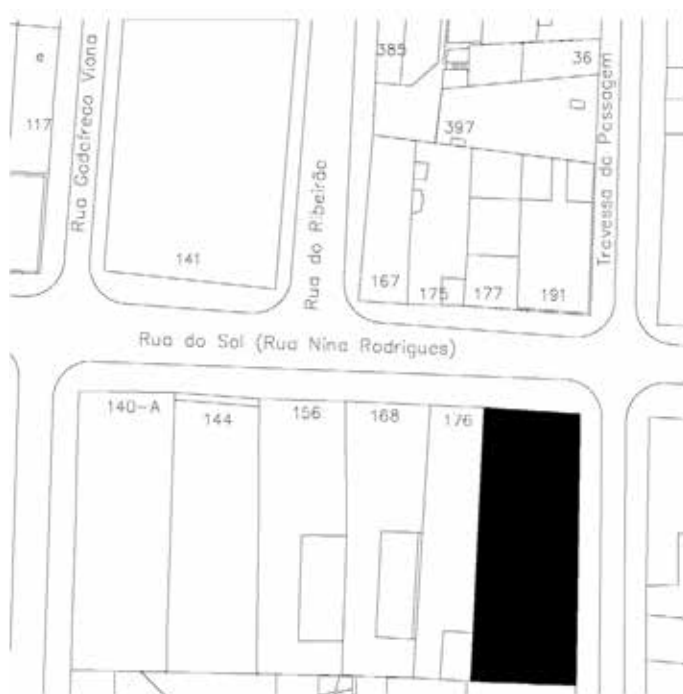 385
36
e
117
Rua Godofredo Viana
397
Travessa da Passagem
Rua do Ribeirão
141
167
175
177
191
Rua do Sol (Rua Nina Rodrigues)
140-A
144
156
168
176